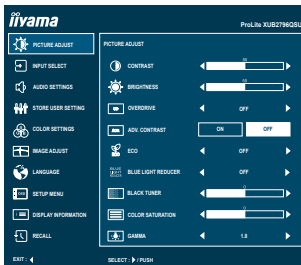 iiyama
ProLite XUB2796QSU
PICTURE ADJUST
INPUT SELECT
AUDIO SETTINGS
STORE USER SETTING
COLOR SETTINGS
IMAGE ADJUST
LANGUAGE
OSD
SETUP MENU
DISPLAY INFORMATION
RECALL
PICTURE ADJUST
CONTRAST
BRIGHTNESS
OVERDRIVE OFF
ADV. CONTRAST ON OFF
ECO OFF
BLUE LIGHT REDUCER OFF
BLACK TUNER 0
COLOR SATURATION 0
GAMMA 1.8
EXIT :
SELECT : / PUSH